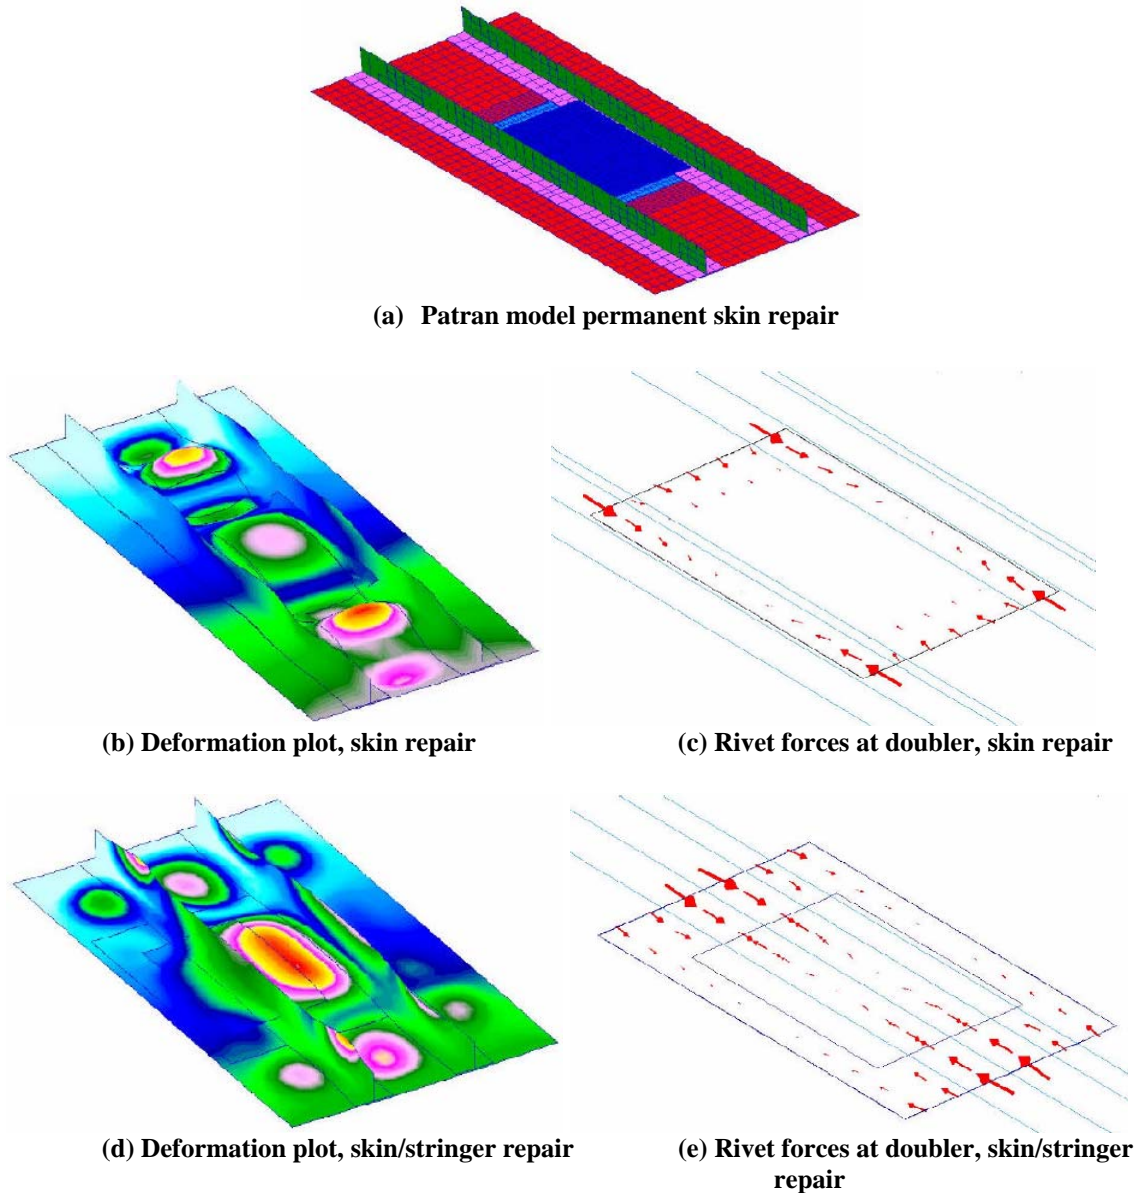 (a) Patran model permanent skin repair
(b) Deformation plot, skin repair
(c) Rivet forces at doubler, skin repair
(d) Deformation plot, skin/stringer repair
(e) Rivet forces at doubler, skin/stringer
repair